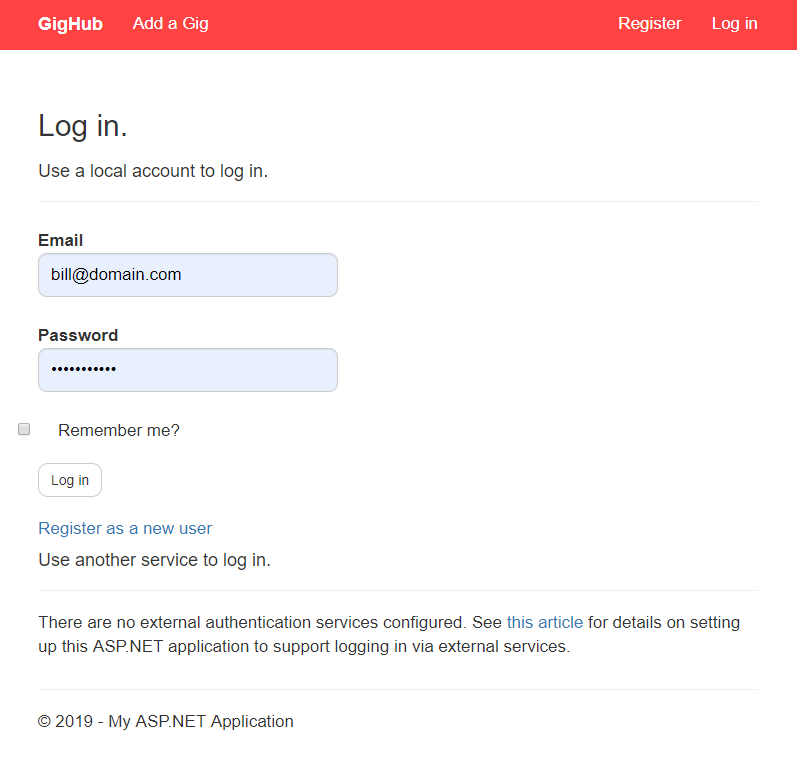 GigHub Add a Gig Register Log in
Log in.
Use a local account to log in.
Email
bill@domain.com
Password
•••••••••••
Remember me?
Log in
Register as a new user
Use another service to log in.
There are no external authentication services configured. See this article for details on setting
up this ASP.NET application to support logging in via external services.
© 2019 - My ASP.NET Application